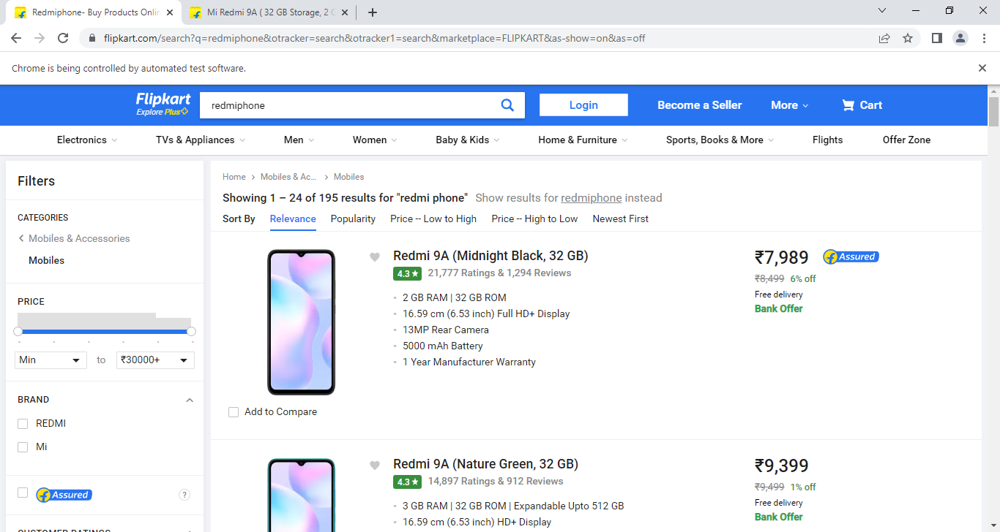 Redmiphone- Buy Products Onlin
Mi Redmi 9A ( 32 GB Storage, 2 G
flipkart.com/search?q=redmiphone&otracker=search&otracker1=search&marketplace=FLIPKART&as-show=on&as=off
Chrome is being controlled by automated test software.
Flipkart
Explore Plus
redmiphone
Login
Become a Seller
More
Cart
Electronics
TVs & Appliances
Men
Women
Baby & Kids
Home & Furniture
Sports, Books & More
Flights
Offer Zone
Filters
CATEGORIES
Mobiles & Accessories
Mobiles
PRICE
Min
to
₹30000+
BRAND
REDMI
Mi
Assured
?
CUSTOMER RATINGS
Home
Mobiles & Ac...
Mobiles
Showing 1 – 24 of 195 results for "redmi phone" Show results for redmiphone instead
Sort By
Relevance
Popularity
Price -- Low to High
Price -- High to Low
Newest First
Redmi 9A (Midnight Black, 32 GB)
4.3 ★ 21,777 Ratings & 1,294 Reviews
2 GB RAM | 32 GB ROM
16.59 cm (6.53 inch) Full HD+ Display
13MP Rear Camera
5000 mAh Battery
1 Year Manufacturer Warranty
₹7,989
Assured
₹8,499 6% off
Free delivery
Bank Offer
Add to Compare
Redmi 9A (Nature Green, 32 GB)
4.3 ★ 14,897 Ratings & 912 Reviews
3 GB RAM | 32 GB ROM | Expandable Upto 512 GB
16.59 cm (6.53 inch) HD+ Display
₹9,399
₹9,499 1% off
Free delivery
Bank Offer